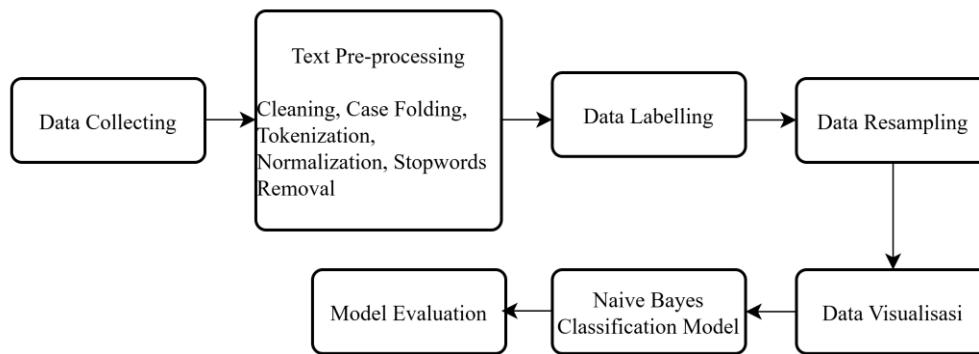 Data Collecting
Text Pre-processing
Cleaning, Case Folding,
Tokenization,
Normalization, Stopwords
Removal
Data Labelling
Data Resampling
Data Visualisasi
Naive Bayes
Classification Model
Model Evaluation